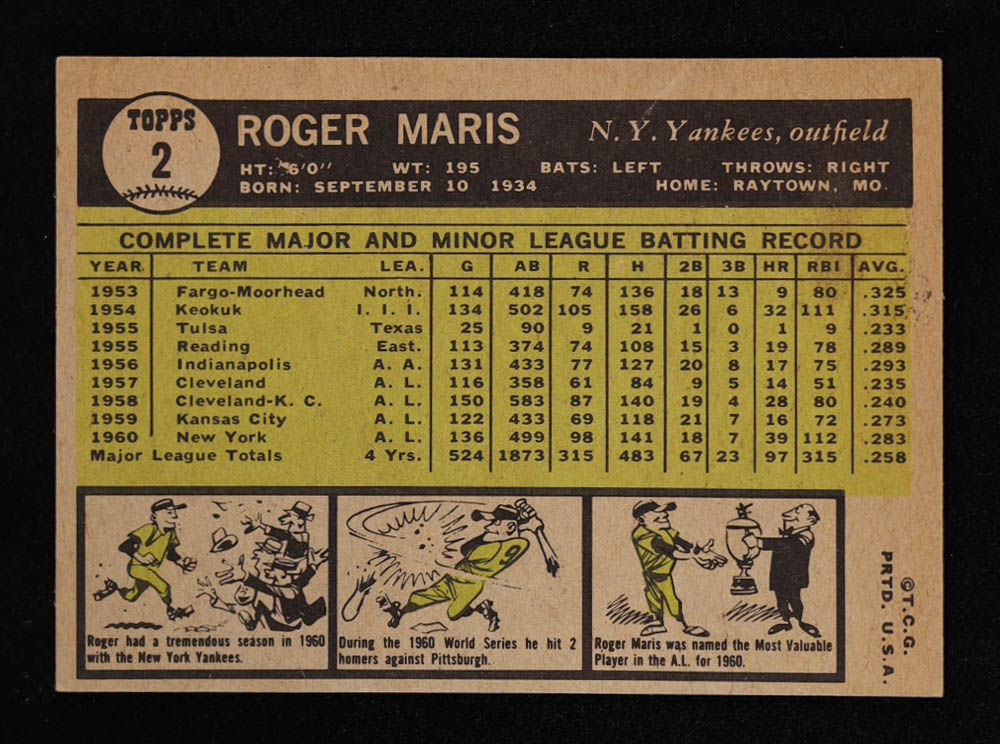 TOPPS
2
ROGER MARIS
N. Y. Yankees, outfield
HT: 6'0'' WT: 195 BATS: LEFT THROWS: RIGHT
BORN: SEPTEMBER 10 1934 HOME: RAYTOWN, MO.
COMPLETE MAJOR AND MINOR LEAGUE BATTING RECORD
YEAR TEAM LEA. G AB R H 2B 3B HR RBI AVG.
1953 Fargo-Moorhead North. 114 418 74 136 18 13 9 80 .325
1954 Keokuk I. I. I. 134 502 105 158 26 6 32 111 .315
1955 Tulsa Texas 25 90 9 21 1 0 1 9 .233
1955 Reading East. 113 374 74 108 15 3 19 78 .289
1956 Indianapolis A. A. 131 433 77 127 20 8 17 75 .293
1957 Cleveland A. L. 116 358 61 84 9 5 14 51 .235
1958 Cleveland-K. C. A. L. 150 583 87 140 19 4 28 80 .240
1959 Kansas City A. L. 122 433 69 118 21 7 16 72 .273
1960 New York A. L. 136 499 98 141 18 7 39 112 .283
Major League Totals 4 Yrs. 524 1873 315 483 67 23 97 315 .258
9
Roger had a tremendous season in 1960
with the New York Yankees.
During the 1960 World Series he hit 2
homers against Pittsburgh.
Roger Maris was named the Most Valuable
Player in the A.L. for 1960.
©T.C.G.
PRTD. U.S.A.